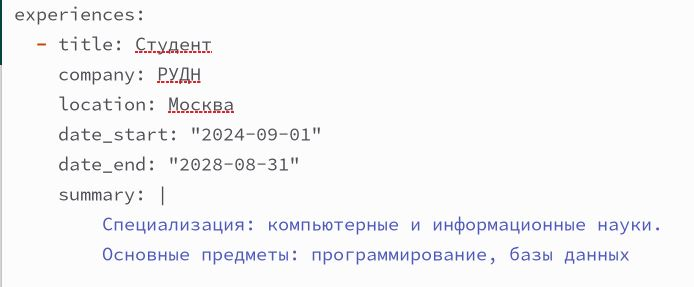 experiences:
- title: Студент
company: РУДН
location: Москва
date_start: "2024-09-01"
date_end: "2028-08-31"
summary: |
Специализация: компьютерные и информационные науки.
Основные предметы: программирование, базы данных